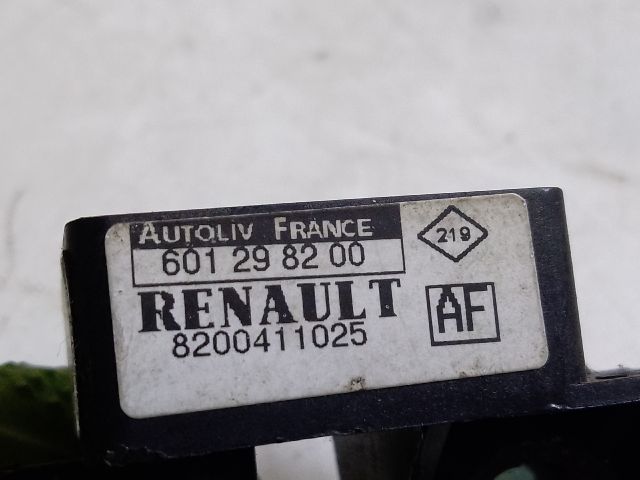 AUTOLIV FRANCE
219
601 29 82 00
RENAULT
AF
8200411025